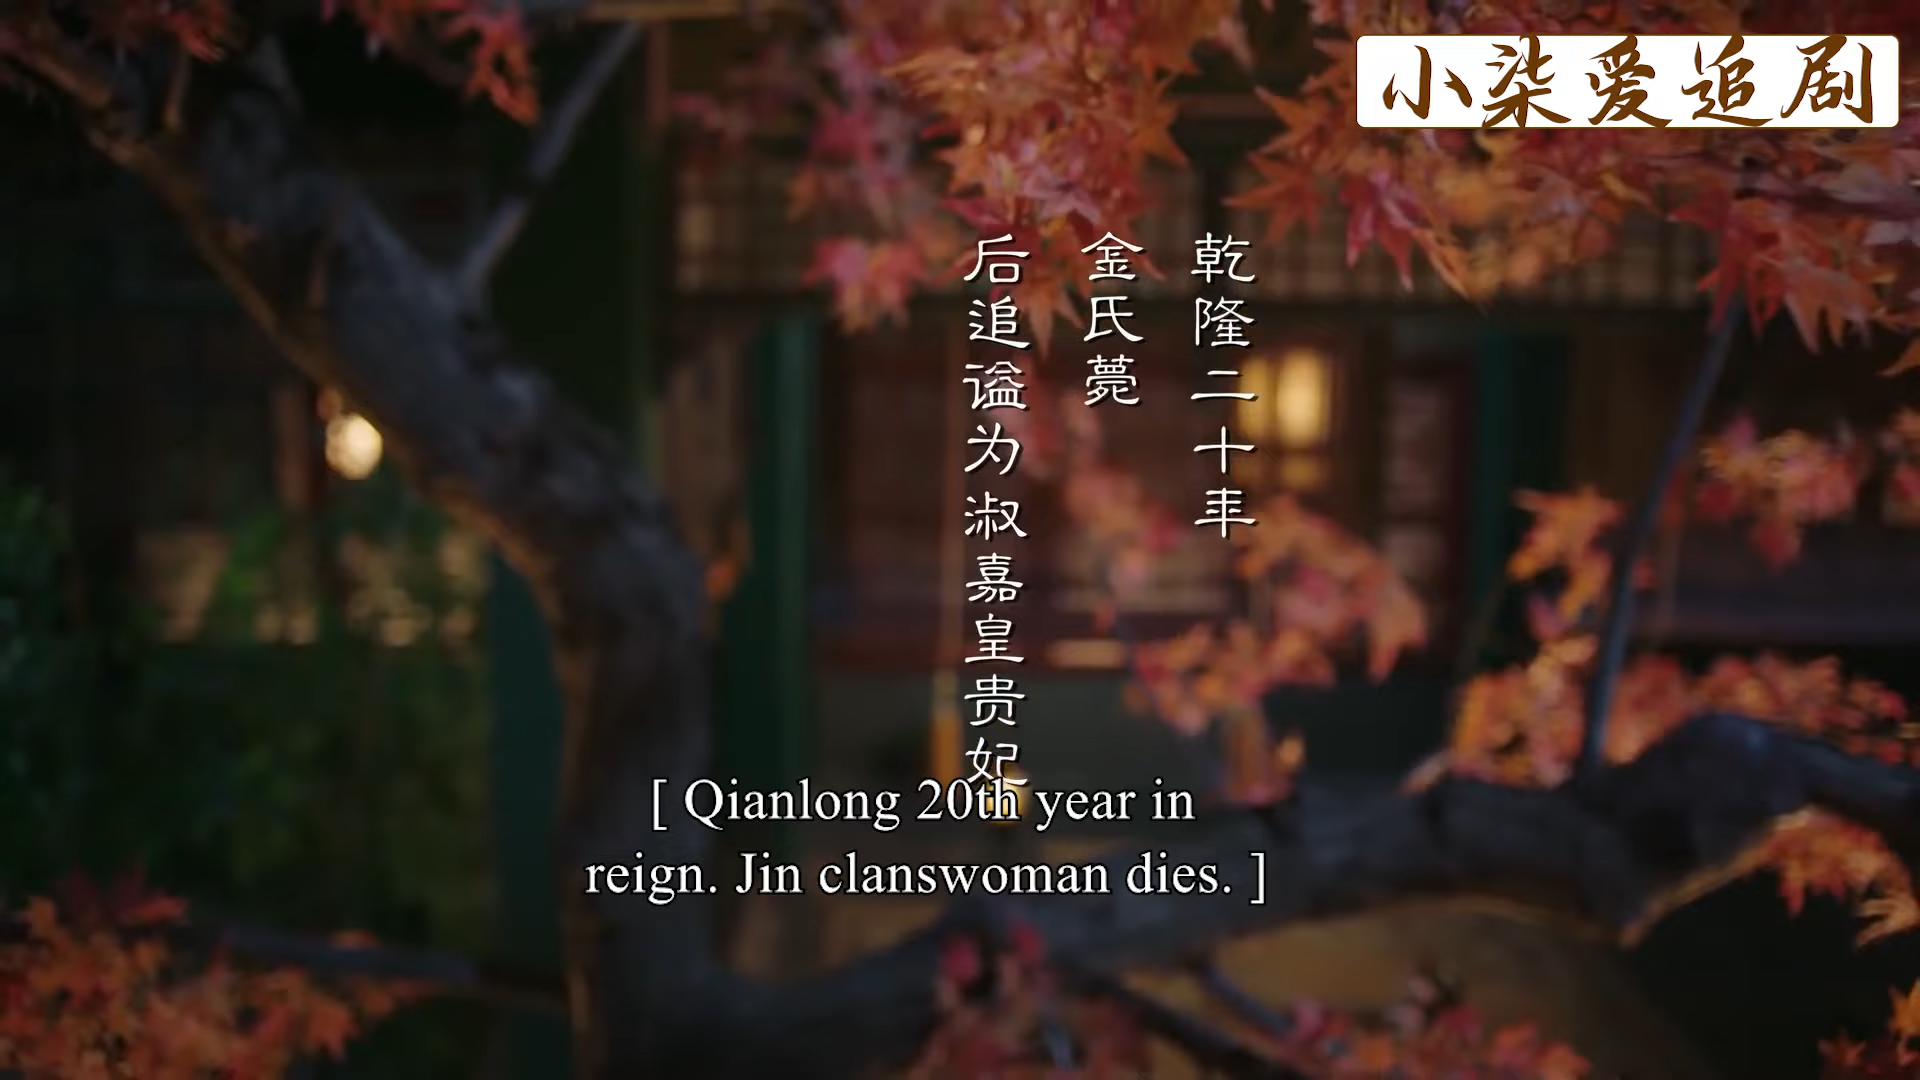 小柒爱追剧
乾隆二十年
金氏薨
后追谥为淑嘉皇贵妃
[ Qianlong 20th year in
reign. Jin clanswoman dies. ]